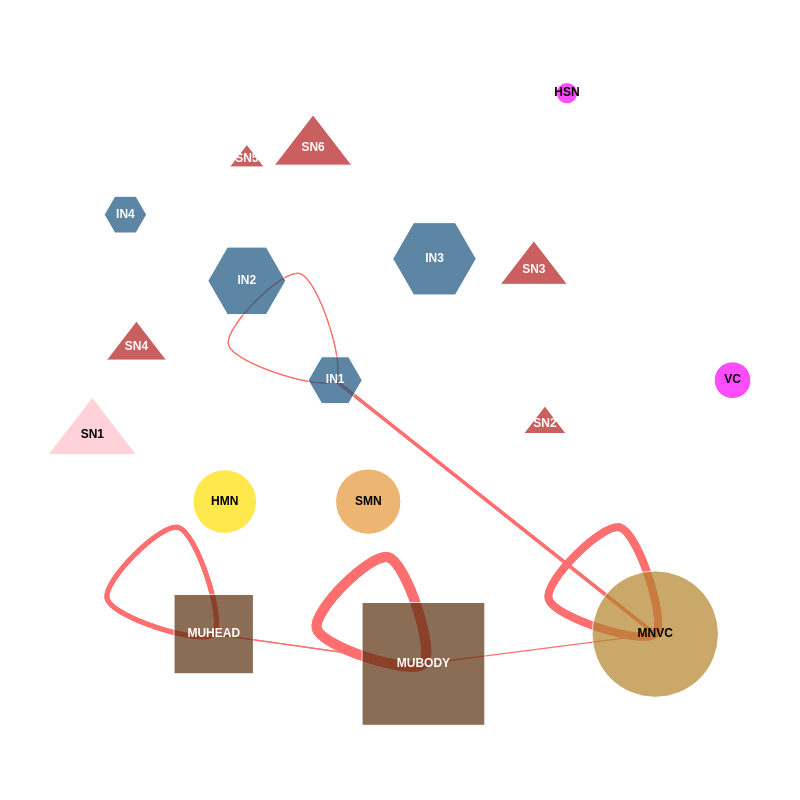 HSN
SN6
SN5
IN4
IN3
SN3
IN2
SN4
VC
IN1
SN2
SN1
HMN
SMN
MUHEAD
MNVC
MUBODY